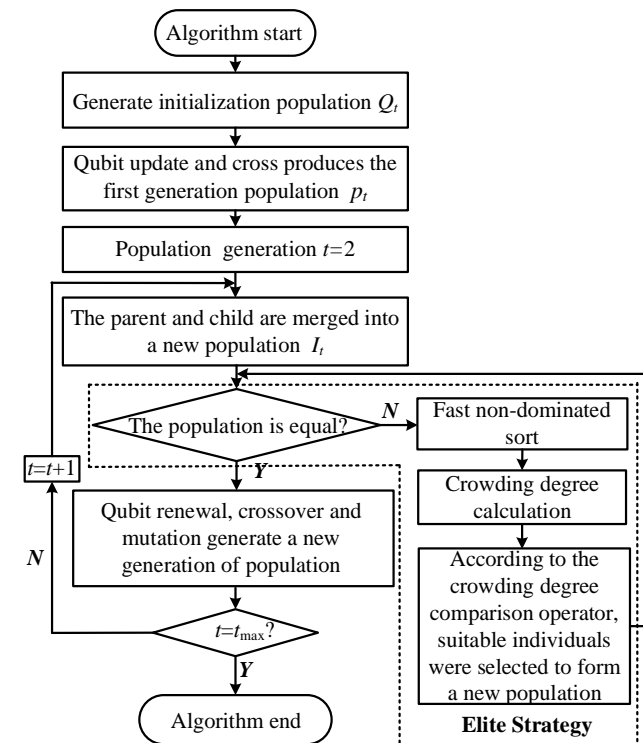 Algorithm start
Generate initialization population Qt
Qubit update and cross produces the
first generation population pt
Population generation t=2
The parent and child are merged into
a new population It
The population is equal?
N
Fast non-dominated
sort
t=t+1
Y
Crowding degree
calculation
Qubit renewal, crossover and
mutation generate a new
generation of population
N
According to the
crowding degree
comparison operator,
suitable individuals
were selected to form
a new population
t=tmax?
Y
Algorithm end
Elite Strategy